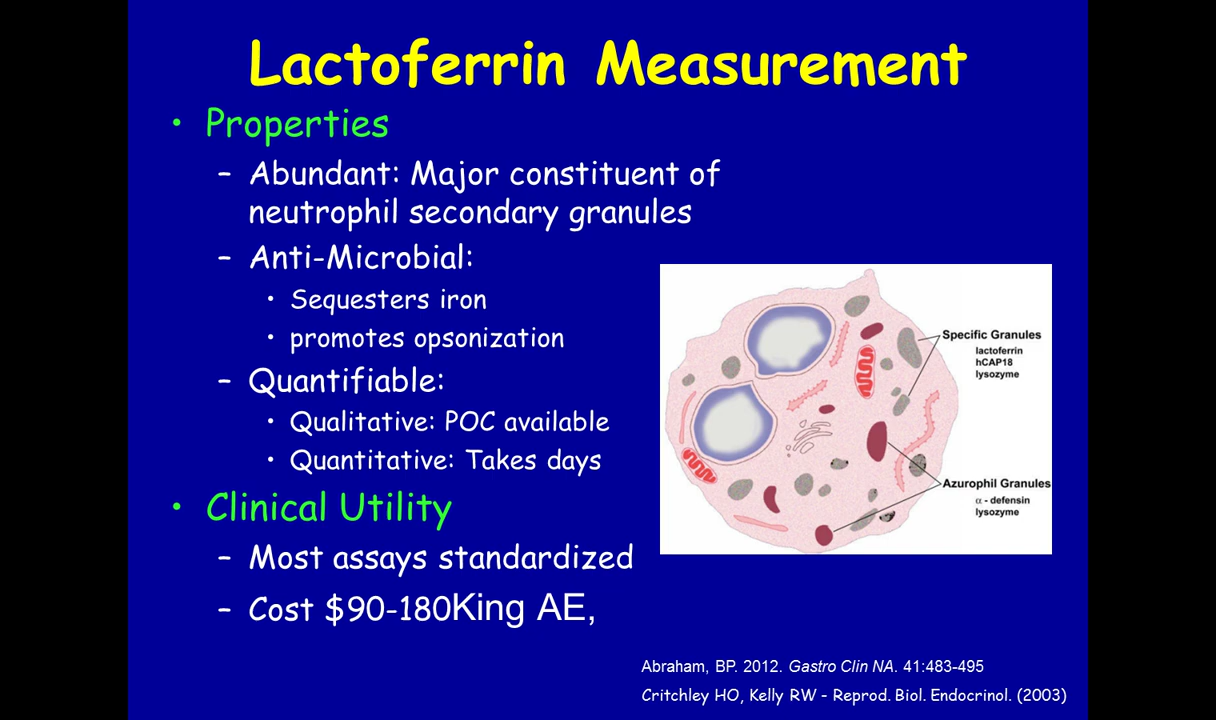 Lactoferrin Measurement
• Properties
– Abundant: Major constituent of
neutrophil secondary granules
– Anti-Microbial:
• Sequesters iron
• promotes opsonization
– Quantifiable:
• Qualitative: POC available
• Quantitative: Takes days
• Clinical Utility
– Most assays standardized
– Cost $90-180King AE,
Specific Granules
lactoferrin
hCAP18
lysozyme
Azurophil Granules
α - defensin
lysozyme
Abraham, BP. 2012. Gastro Clin NA. 41:483-495
Critchley HO, Kelly RW - Reprod. Biol. Endocrinol. (2003)